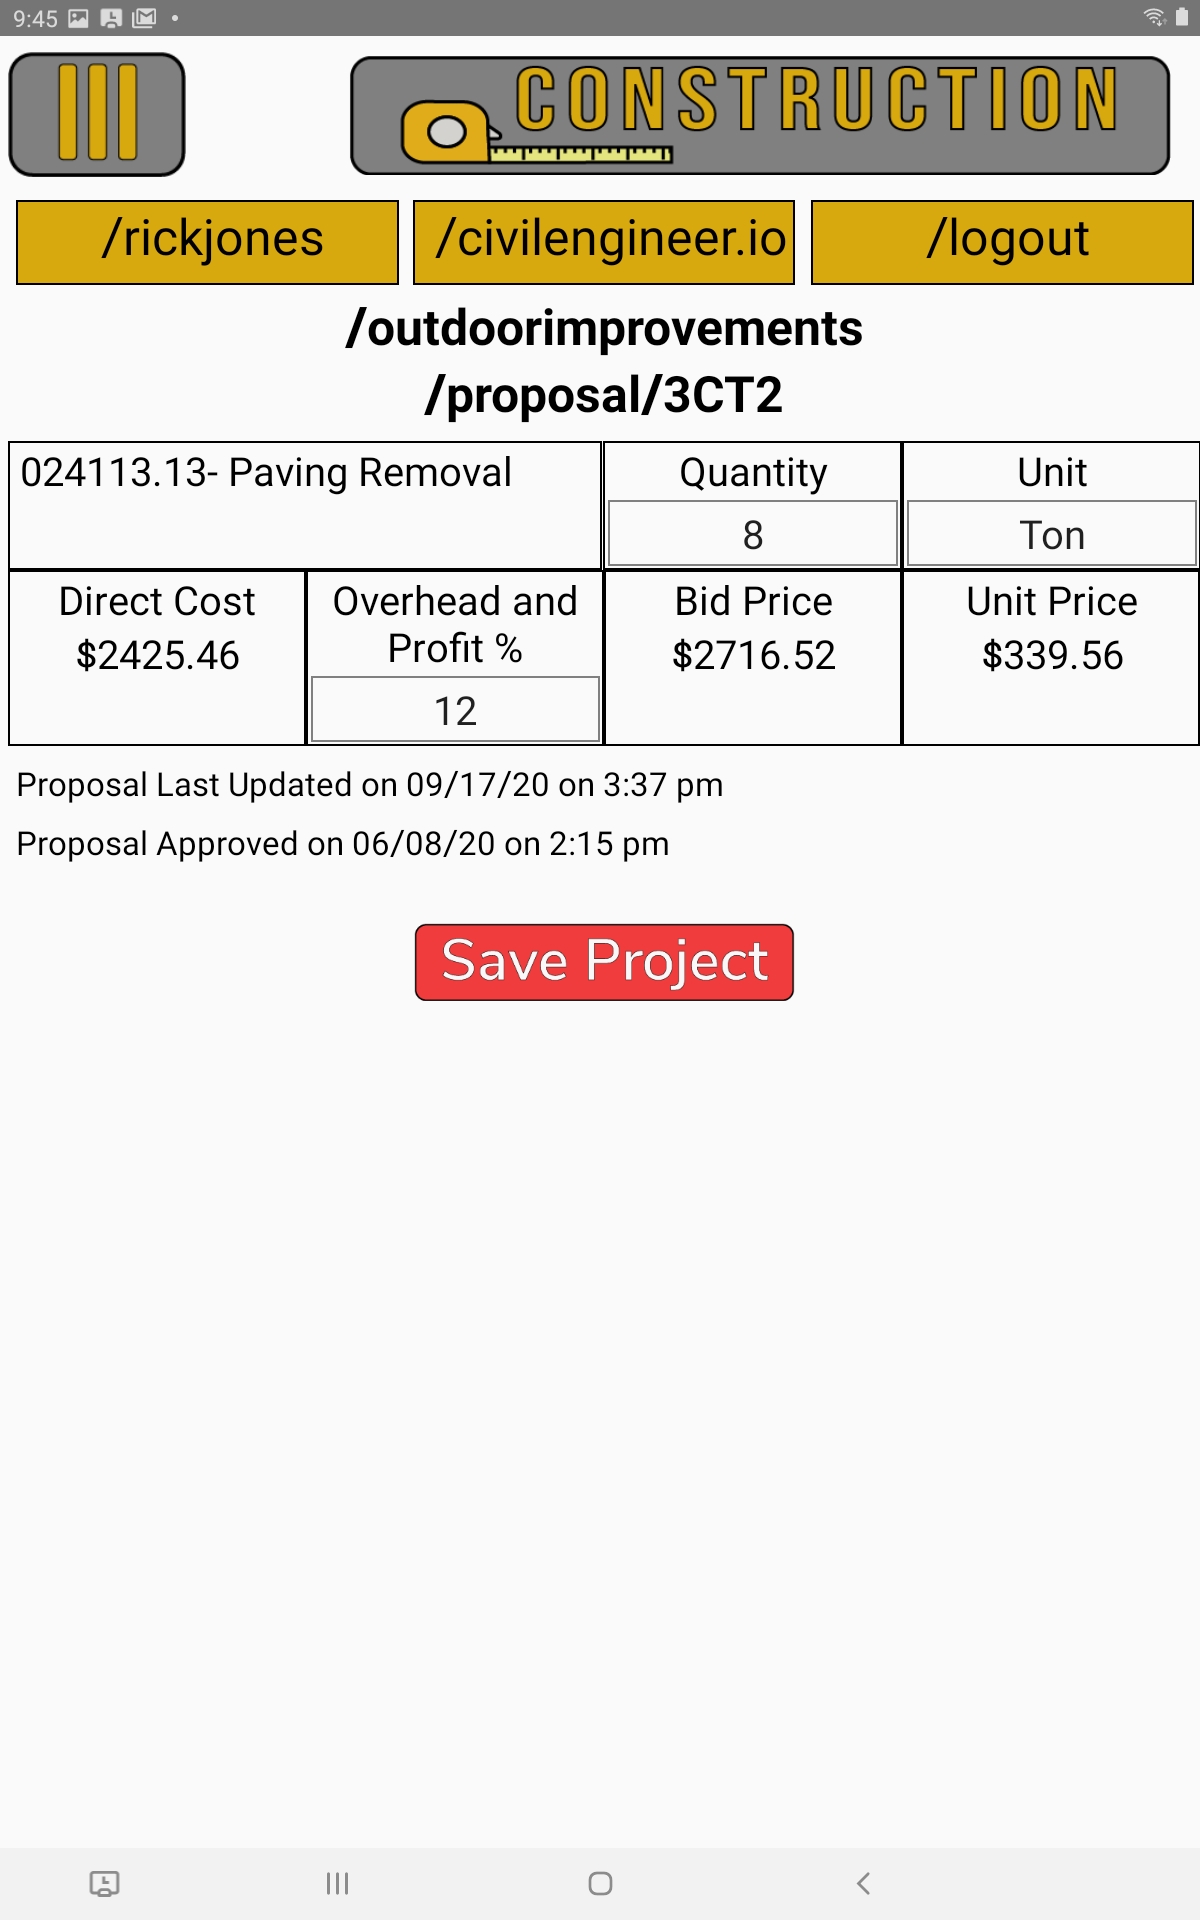 9:45
CONSTRUCTION
/rickjones /civilengineer.io /logout
/outdoorimprovements
/proposal/3CT2
024113.13- Paving Removal
Quantity
8
Unit
Ton
Direct Cost
$2425.46
Overhead and
Profit %
12
Bid Price
$2716.52
Unit Price
$339.56
Proposal Last Updated on 09/17/20 on 3:37 pm
Proposal Approved on 06/08/20 on 2:15 pm
Save Project